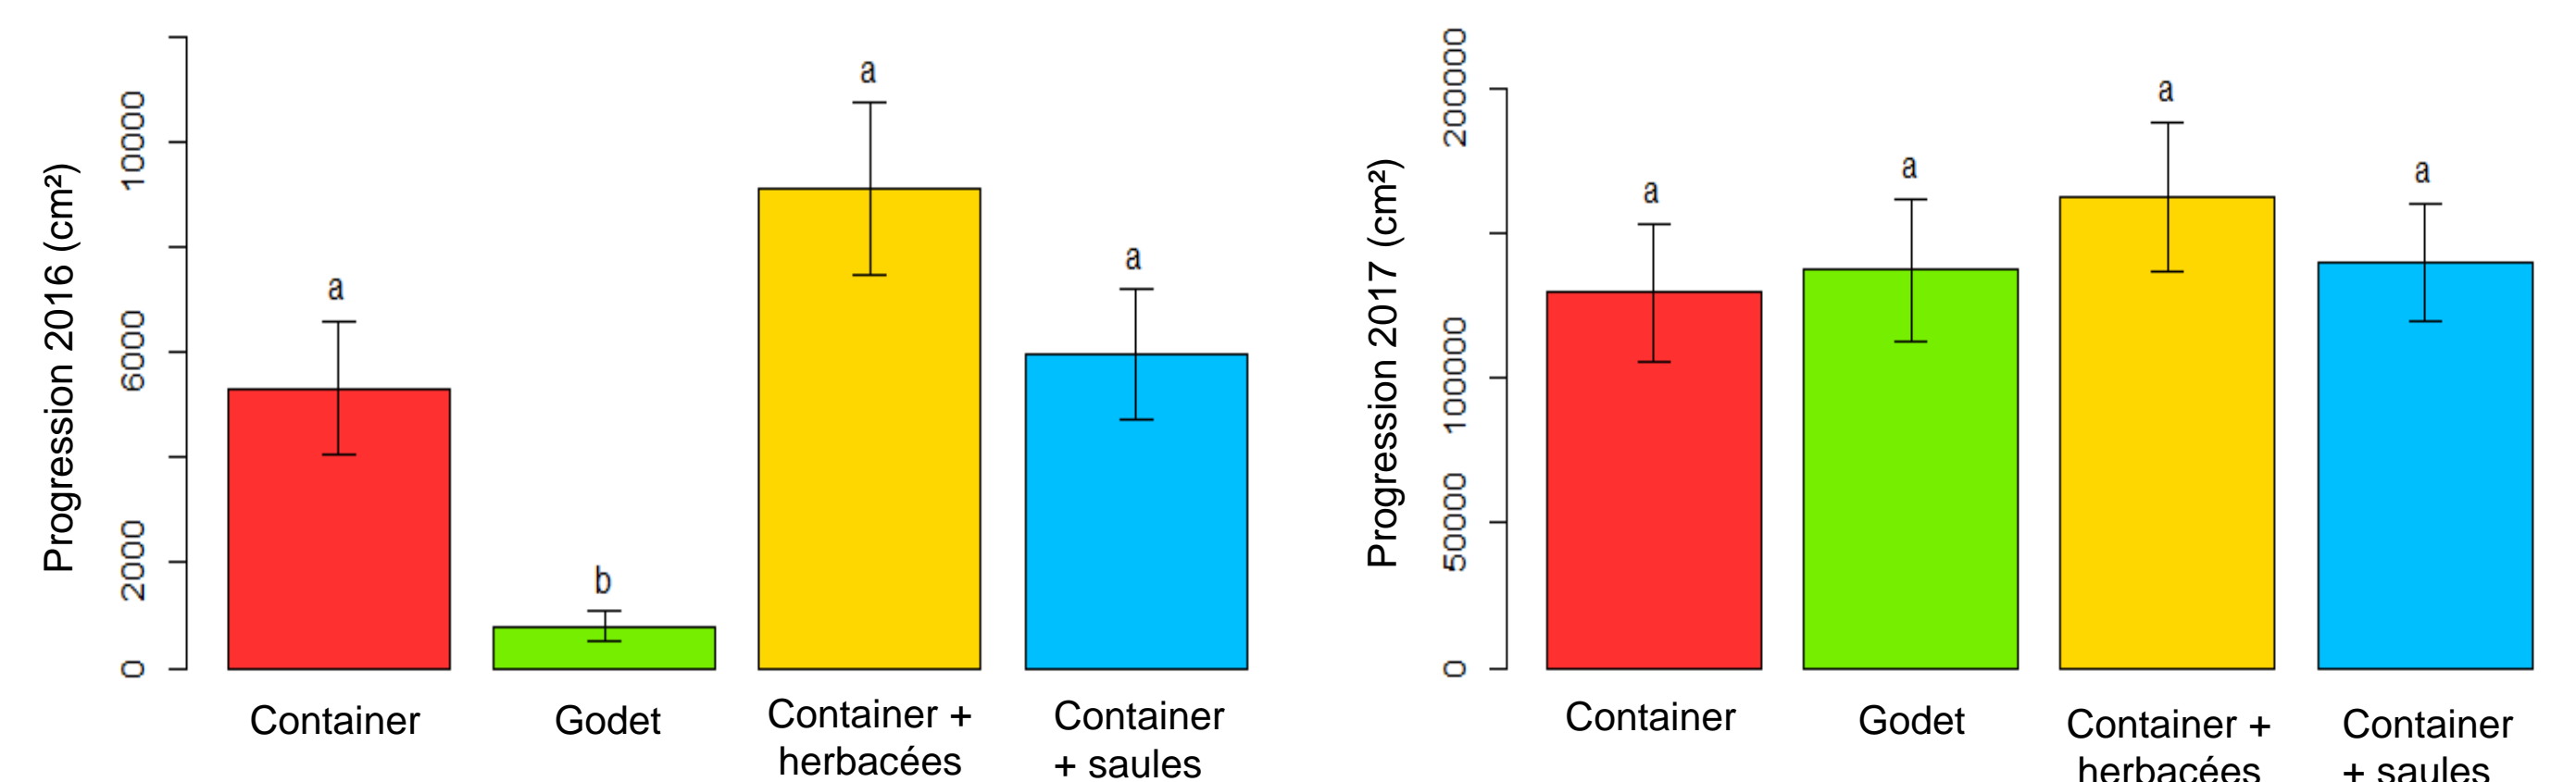 Progression 2016 (cm²)
10000
6000
2000
0
a
b
a
a
Container
Godet
Container +
herbacées
Container
+ saules
Progression 2017 (cm²)
200000
100000
50000
0
a
a
a
a
Container
Godet
Container +
herbacées
Container
+ saules